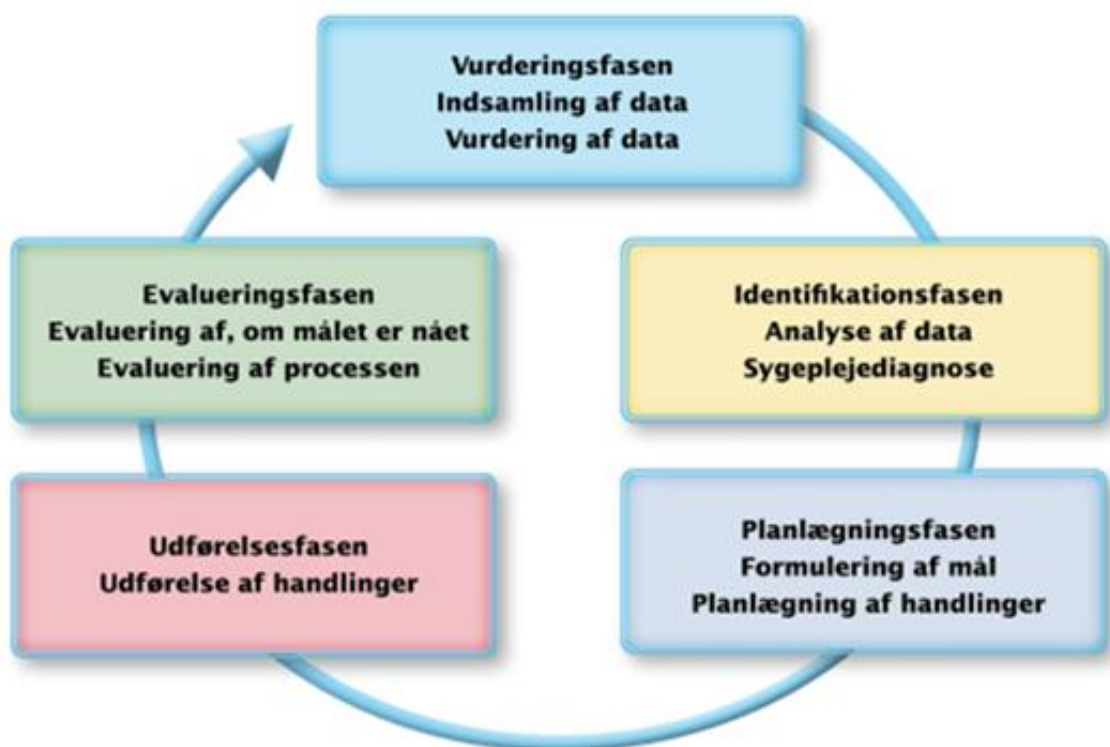 Vurderingsfasen
Indsamling af data
Vurdering af data
Identifikationsfasen
Analyse af data
Sygeplejediagnose
Planlægningsfasen
Formulering af mål
Planlægning af handlinger
Udførelsesfasen
Udførelse af handlinger
Evalueringsfasen
Evaluering af, om målet er nået
Evaluering af processen